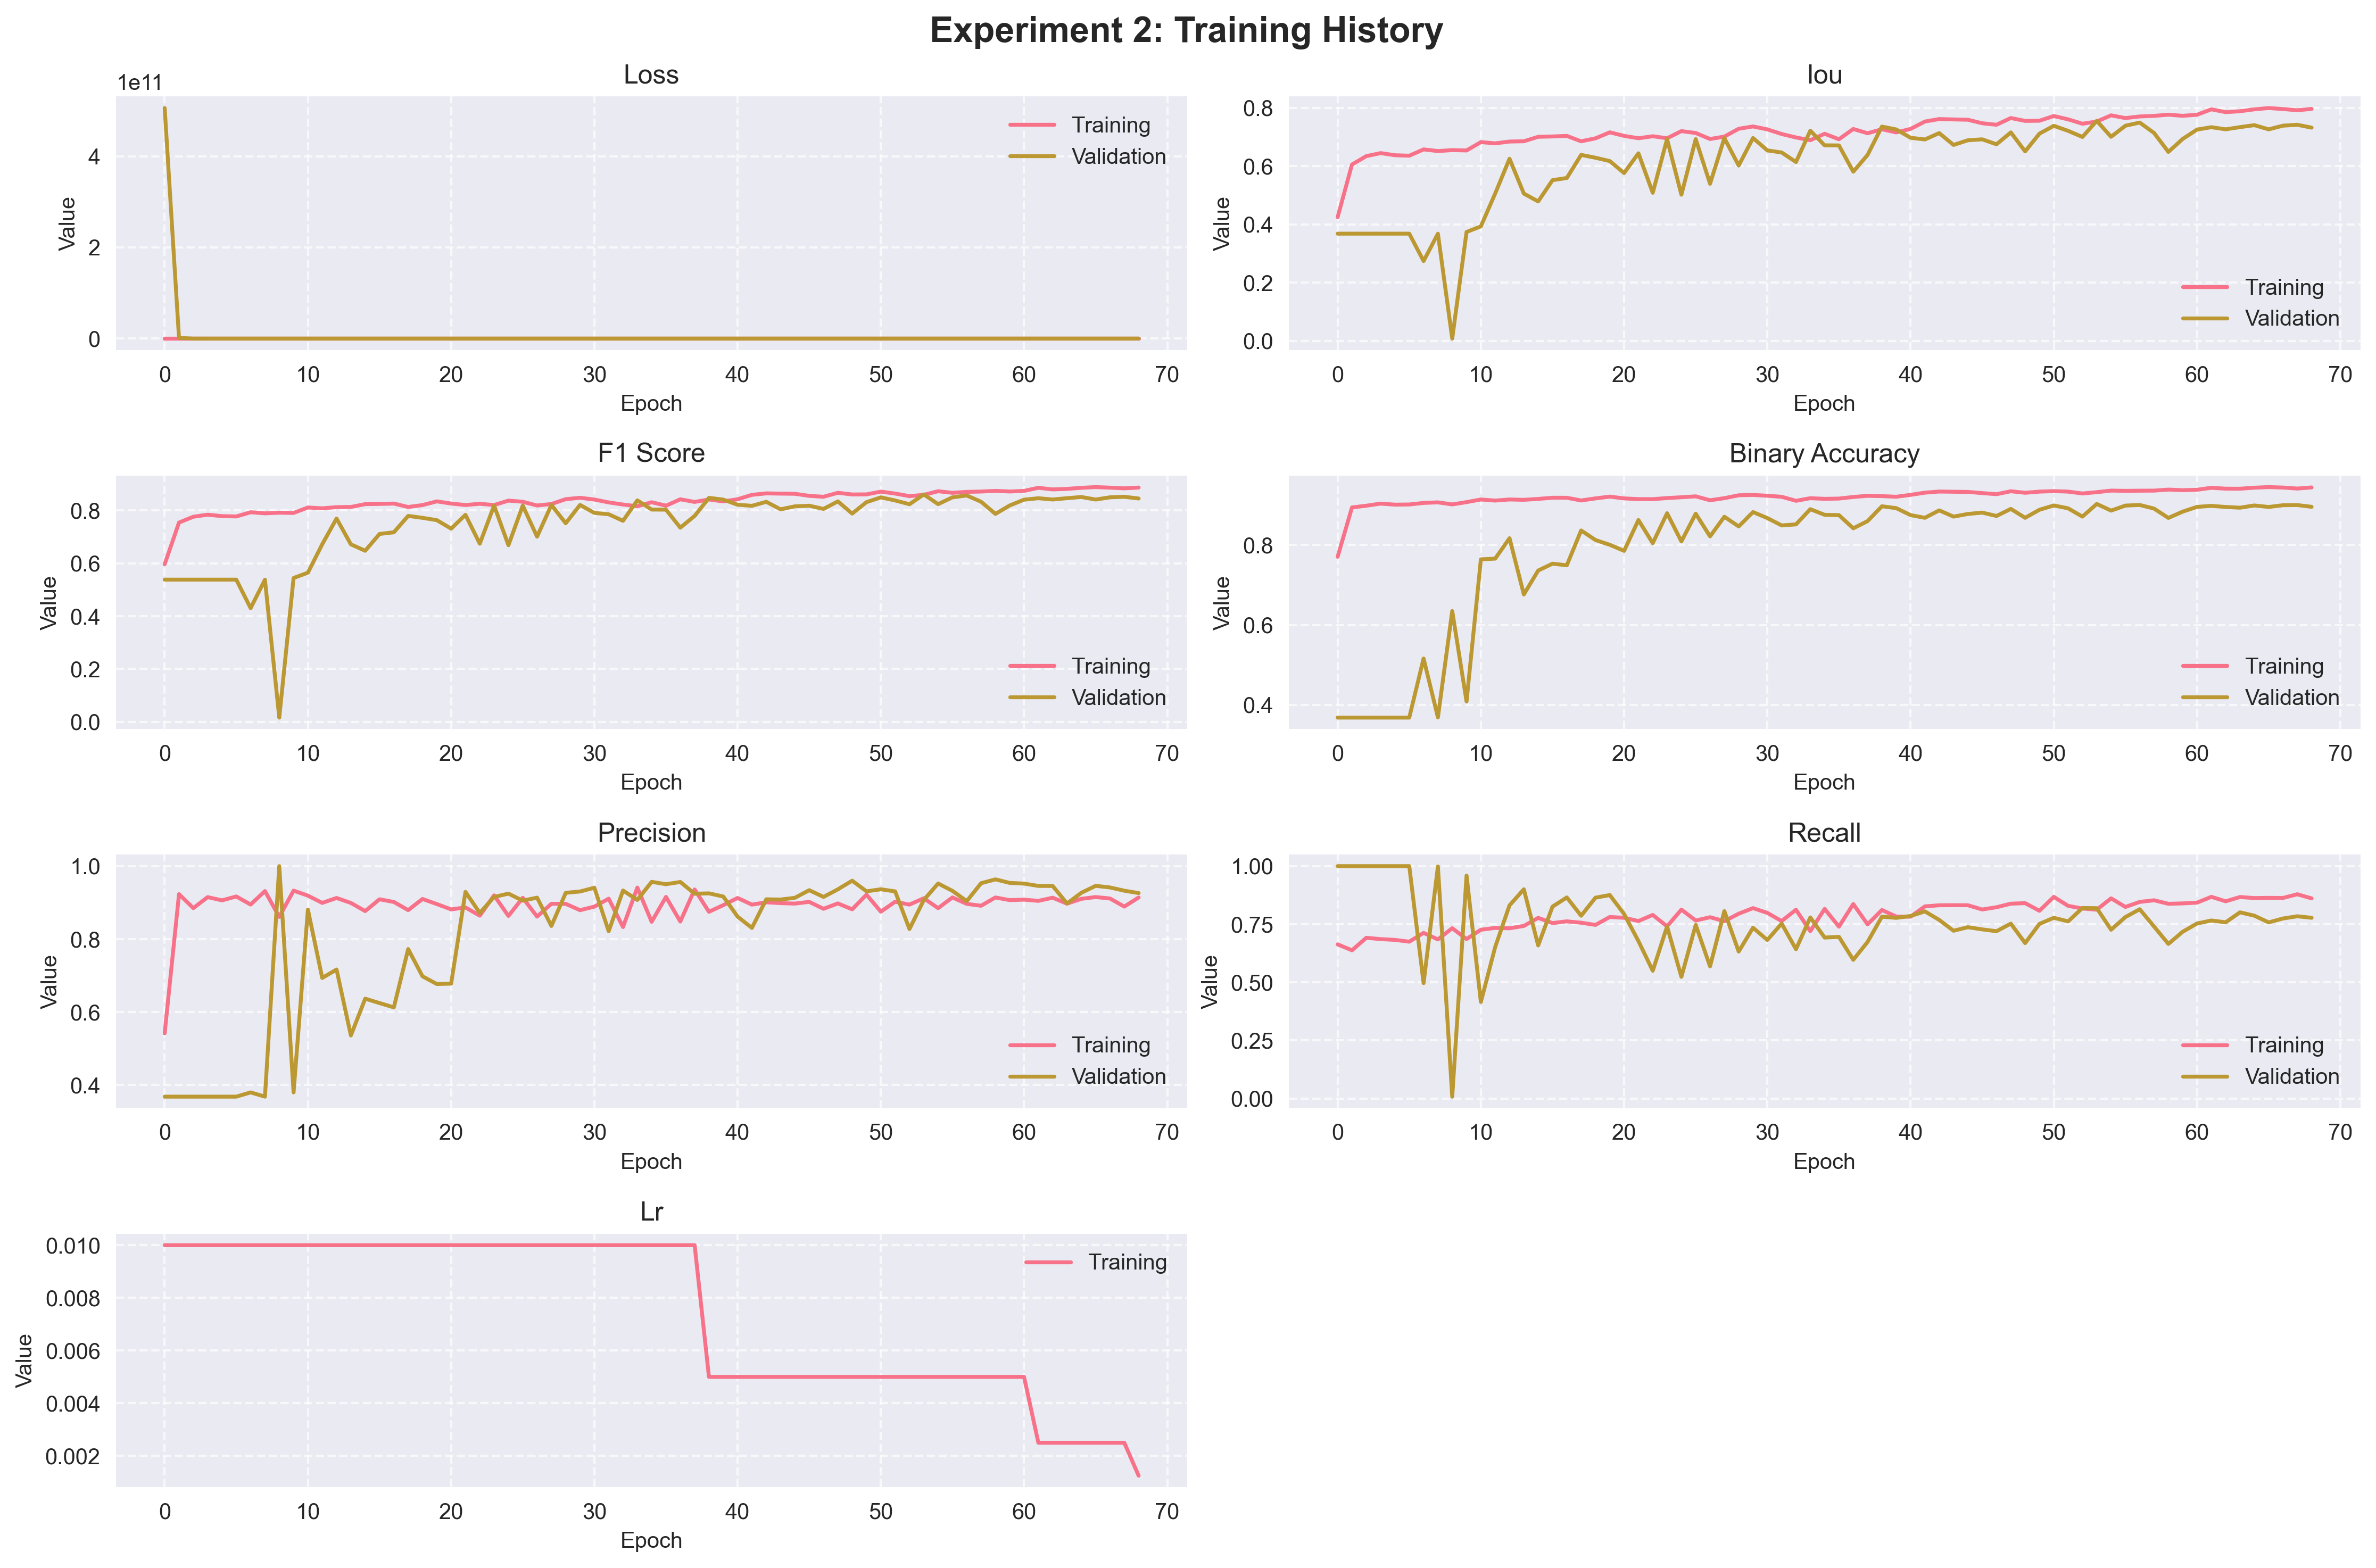 Experiment 2: Training History
Loss
1e11
4
2
0
Value
Training
Validation
0 10 20 30 40 50 60 70
Epoch
Iou
0.8
0.6
0.4
0.2
0.0
Value
Training
Validation
0 10 20 30 40 50 60 70
Epoch
F1 Score
0.8
0.6
0.4
0.2
0.0
Value
Training
Validation
0 10 20 30 40 50 60 70
Epoch
Binary Accuracy
0.8
0.6
0.4
Value
Training
Validation
0 10 20 30 40 50 60 70
Epoch
Precision
1.0
0.8
0.6
0.4
Value
Training
Validation
0 10 20 30 40 50 60 70
Epoch
Recall
1.00
0.75
0.50
0.25
0.00
Value
Training
Validation
0 10 20 30 40 50 60 70
Epoch
Lr
0.010
0.008
0.006
0.004
0.002
Value
Training
0 10 20 30 40 50 60 70
Epoch